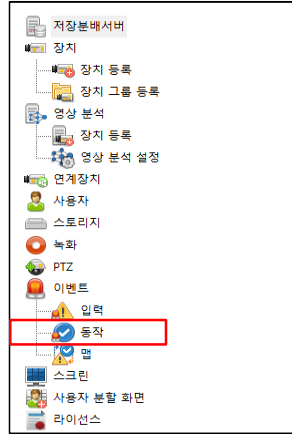 저장분배서버
장치
장치 등록
장치 그룹 등록
영상 분석
장치 등록
영상 분석 설정
연계장치
사용자
스토리지
녹화
PTZ
이벤트
입력
동작
맵
스크린
사용자 분할 화면
라이선스